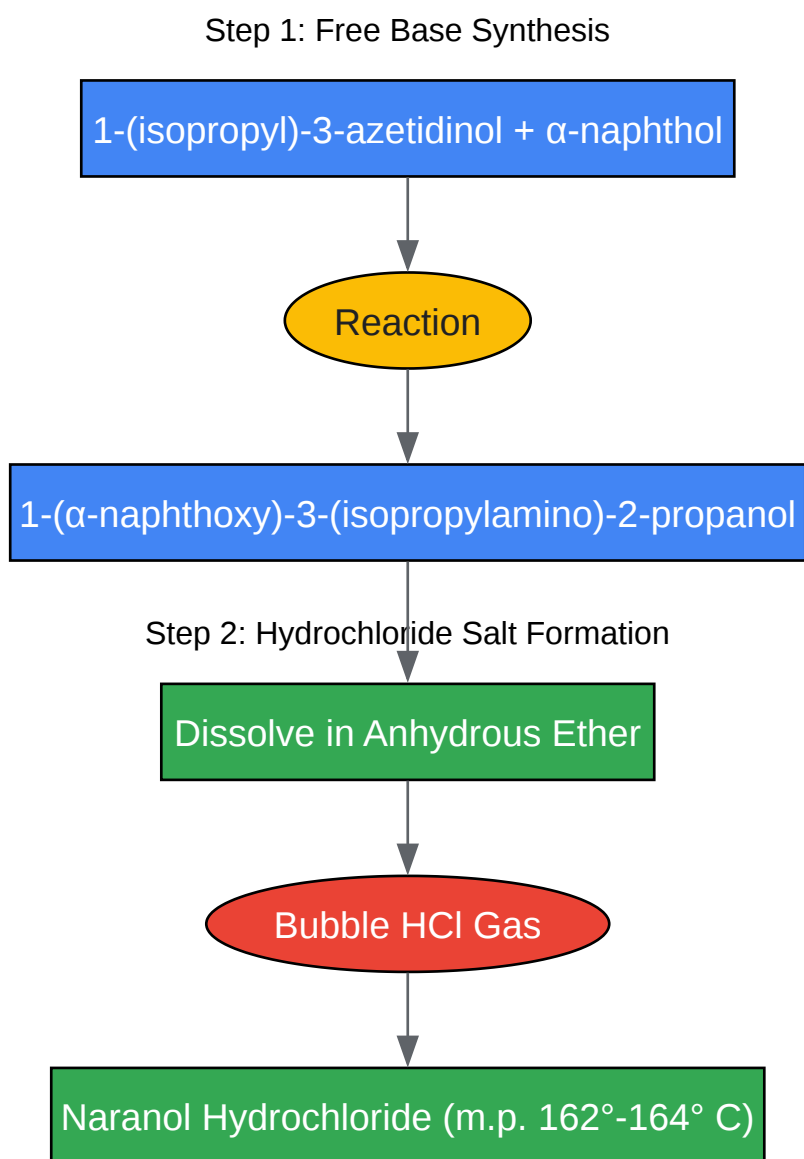 Step 1: Free Base Synthesis
1-(isopropyl)-3-azetidinol + α-naphthol
Reaction
1-(α-naphthoxy)-3-(isopropylamino)-2-propanol
Step 2: Hydrochloride Salt Formation
Dissolve in Anhydrous Ether
Bubble HCl Gas
Naranol Hydrochloride (m.p. 162°-164° C)